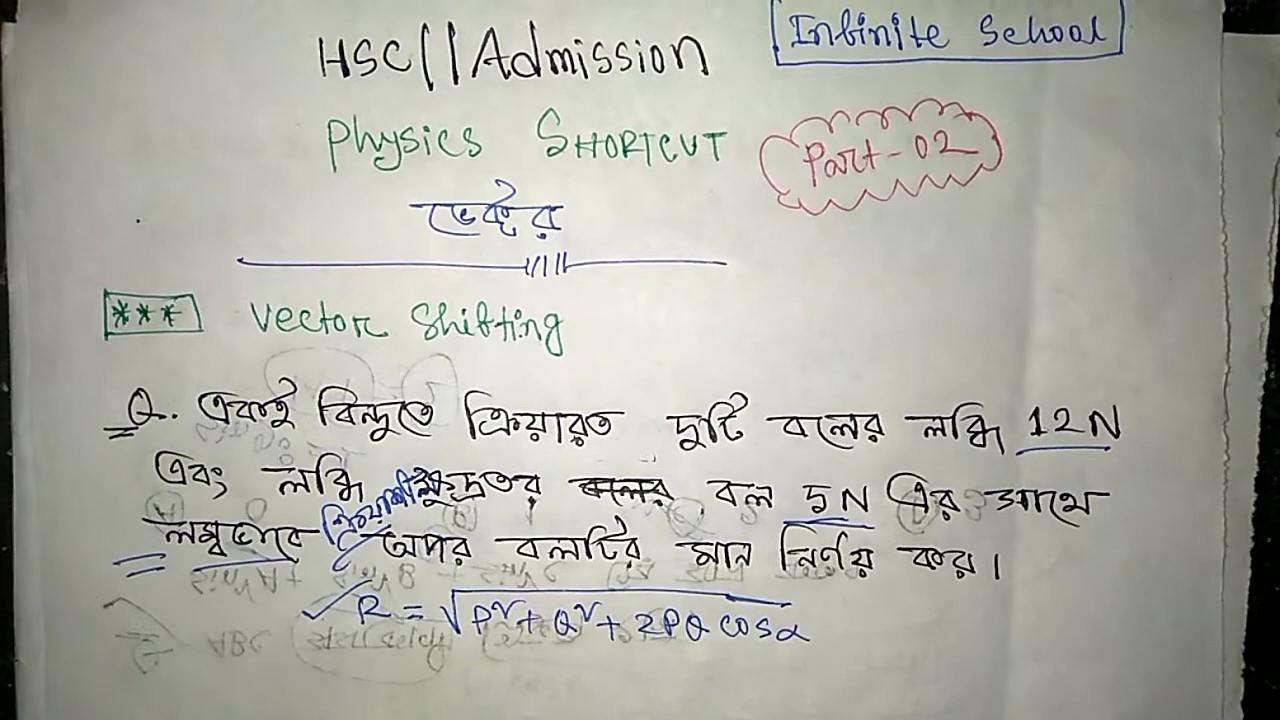 Infinite School
HSC // Admission
Physics SHORTCUT
Part-02
ভেক্টর
*** Vector Shifting
Q. একই বিন্দুতে ক্রিয়ারত দুটি বলের লব্ধি 12N
এবং লব্ধি ক্ষুদ্রতর বল 5N এর সাথে
লম্বভাবে ক্রিয়াশীল অপর বলটির মান নির্ণয় কর।
R = √P²+Q²+2PQ cosα